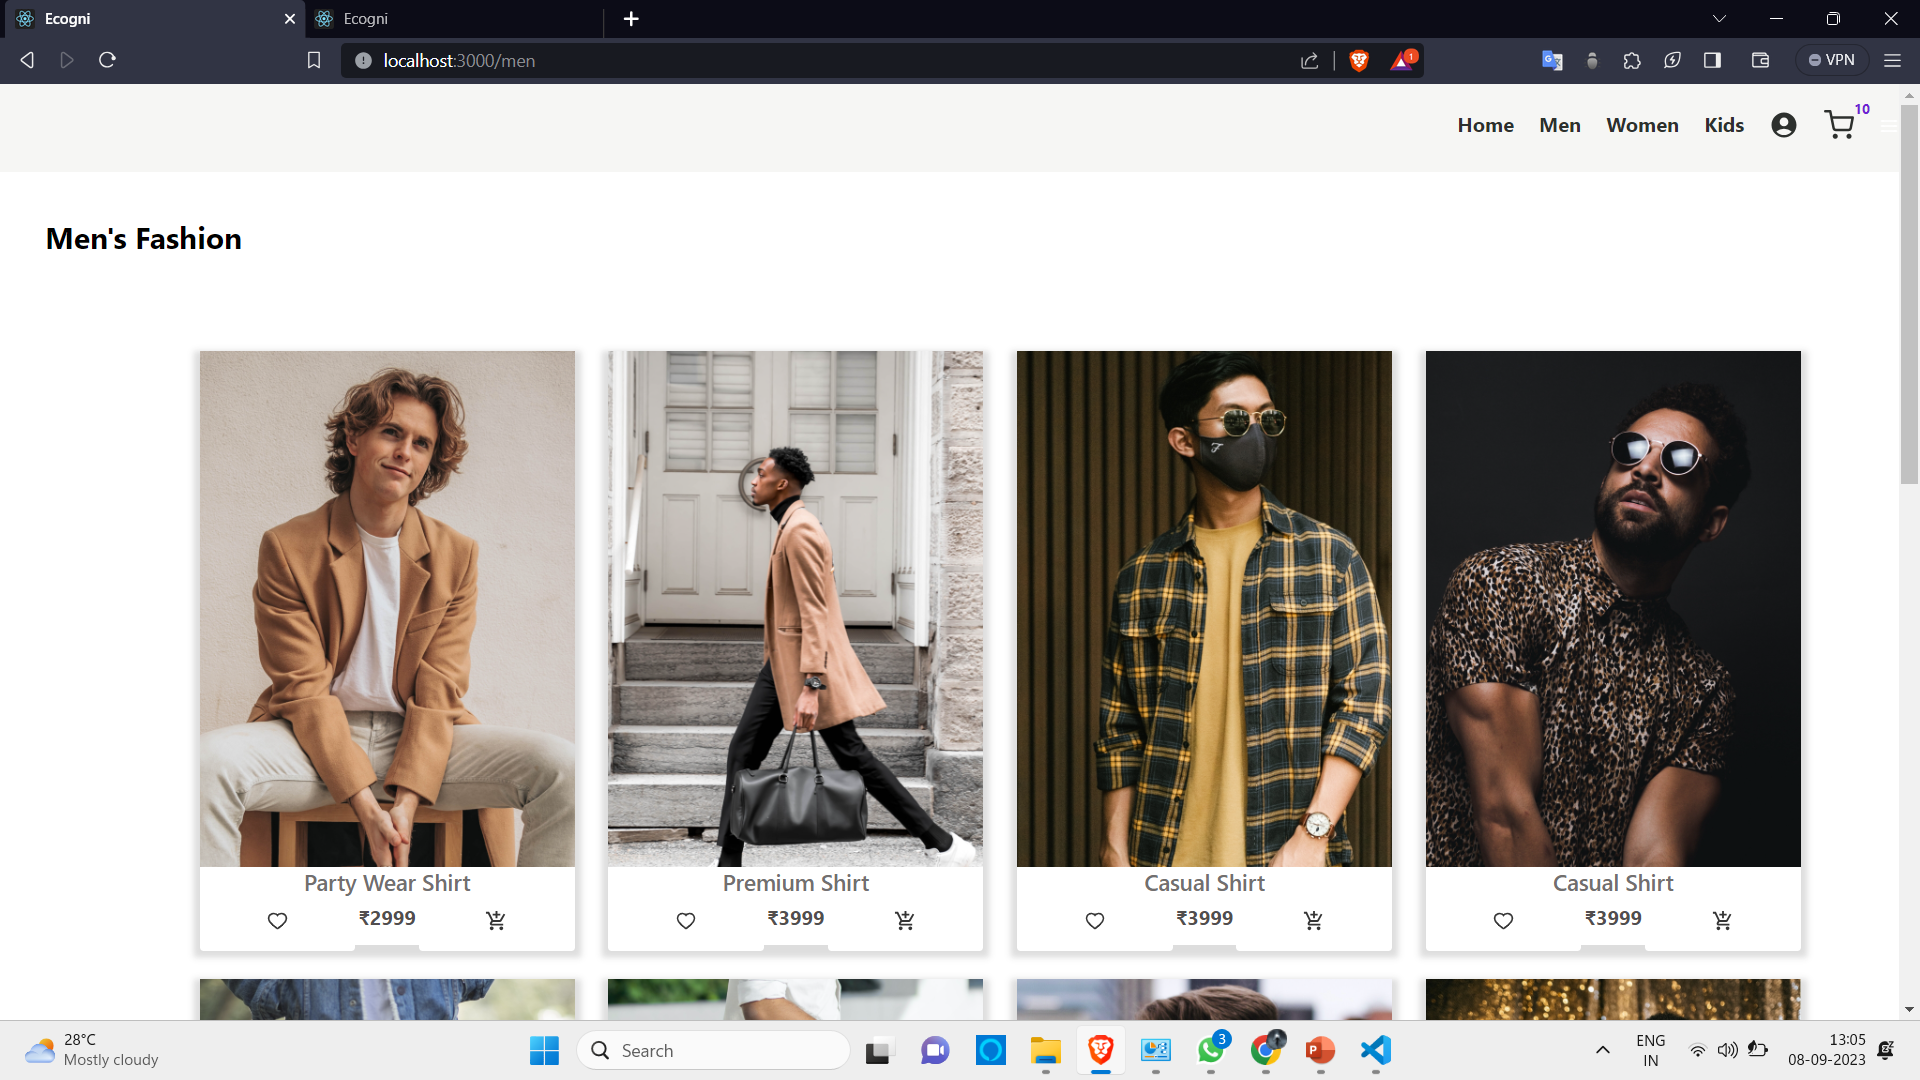 Ecogni
Ecogni
localhost:3000/men
1
VPN
Home Men Women Kids 10
Men's Fashion
Party Wear Shirt
₹2999
Premium Shirt
₹3999
Casual Shirt
₹3999
Casual Shirt
₹3999
28°C
Mostly cloudy
Search
3
ENG
IN
13:05
08-09-2023